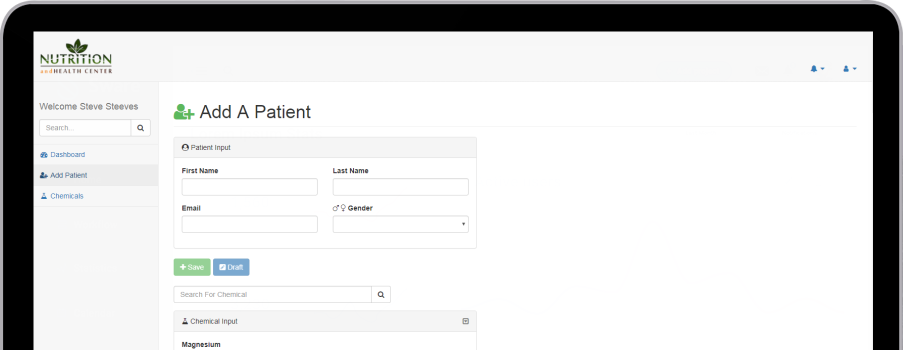 NUTRITION
and HEALTH CENTER
Welcome Steve Steeves
Search...
Dashboard
Add Patient
Chemicals
Add A Patient
Patient Input
First Name
Last Name
Email
Gender
Save
Draft
Search For Chemical
Chemical Input
Magnesium